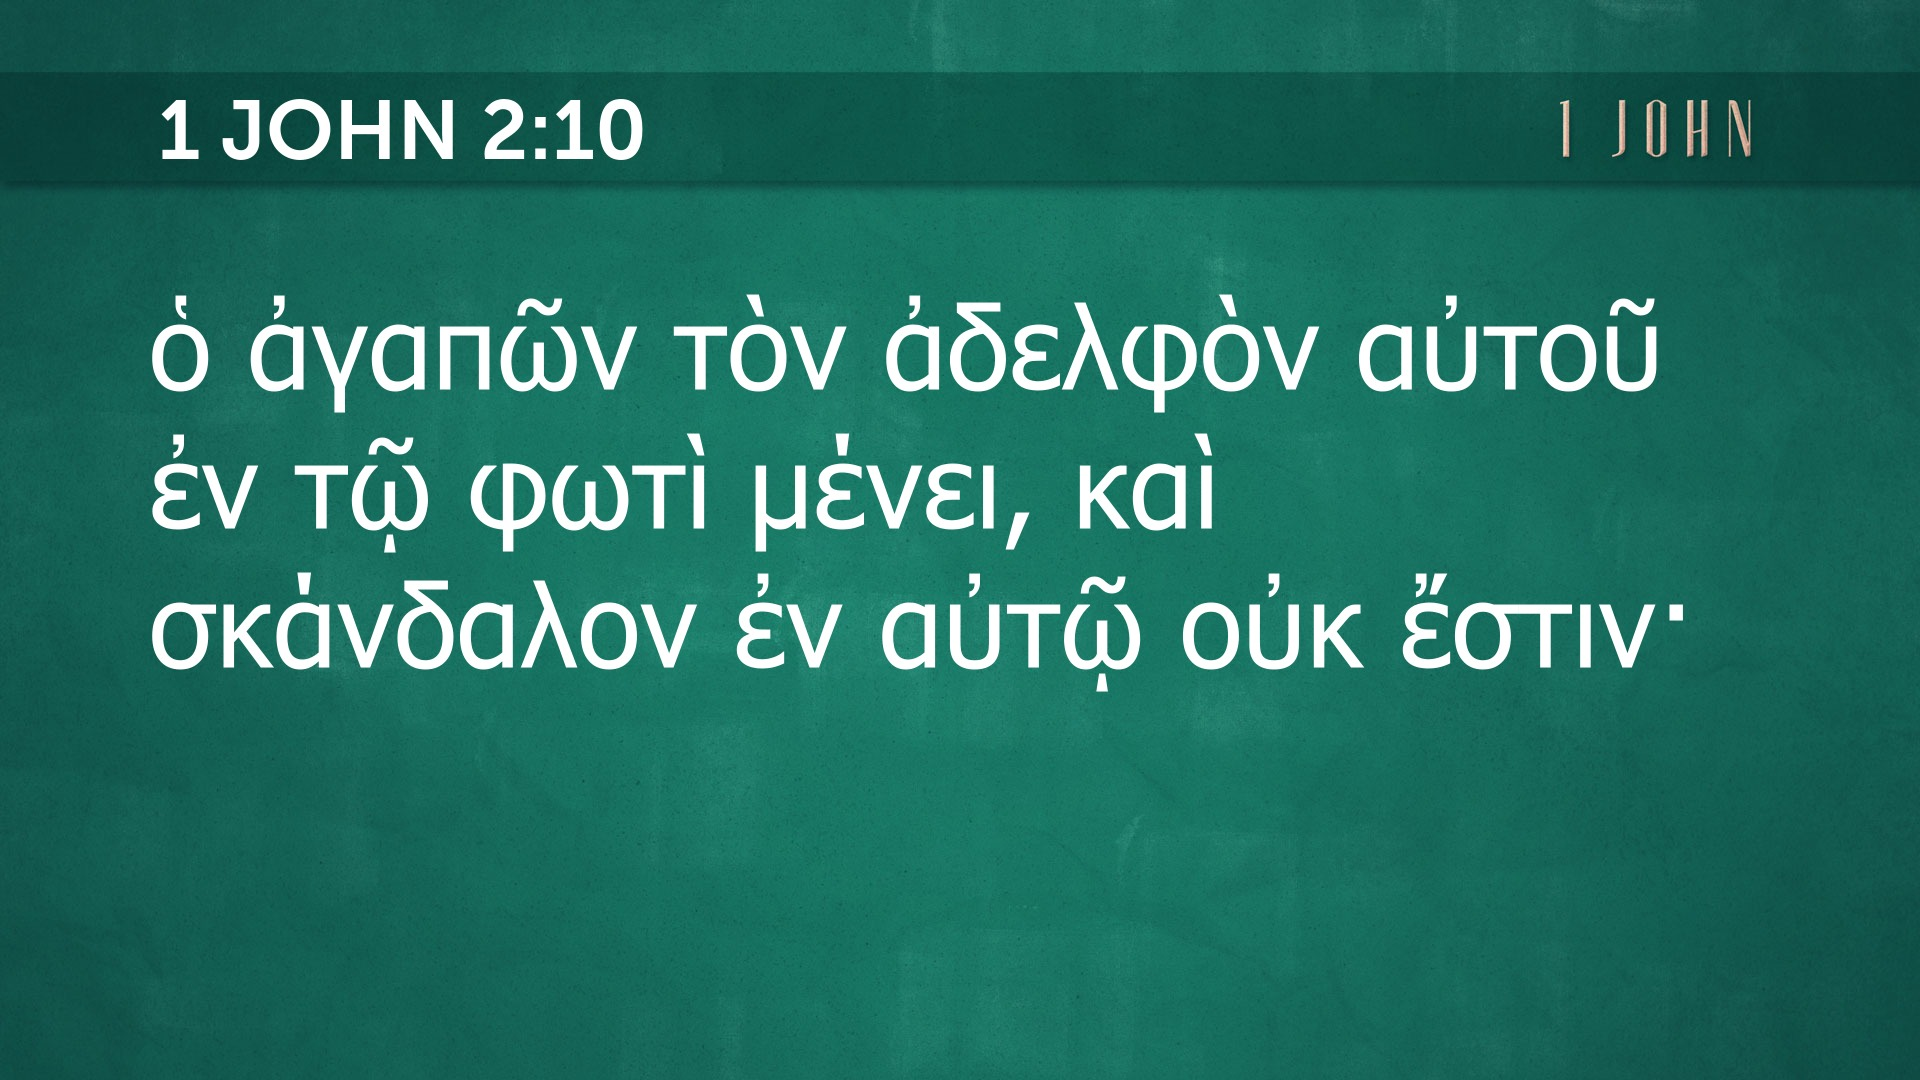 1 JOHN 2:10
1 JOHN
ὁ ἀγαπῶν τὸν ἀδελφὸν αὐτοῦ
ἐν τῷ φωτὶ μένει, καὶ
σκάνδαλον ἐν αὐτῷ οὐκ ἔστιν·